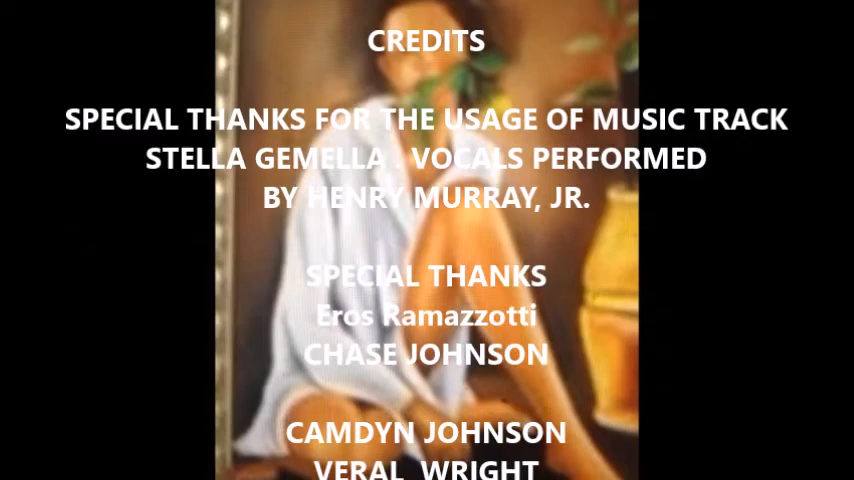 CREDITS
SPECIAL THANKS FOR THE USAGE OF MUSIC TRACK
STELLA GEMELLA . VOCALS PERFORMED
BY HENRY MURRAY, JR.
SPECIAL THANKS
Eros Ramazzotti
CHASE JOHNSON
CAMDYN JOHNSON
VERAL WRIGHT